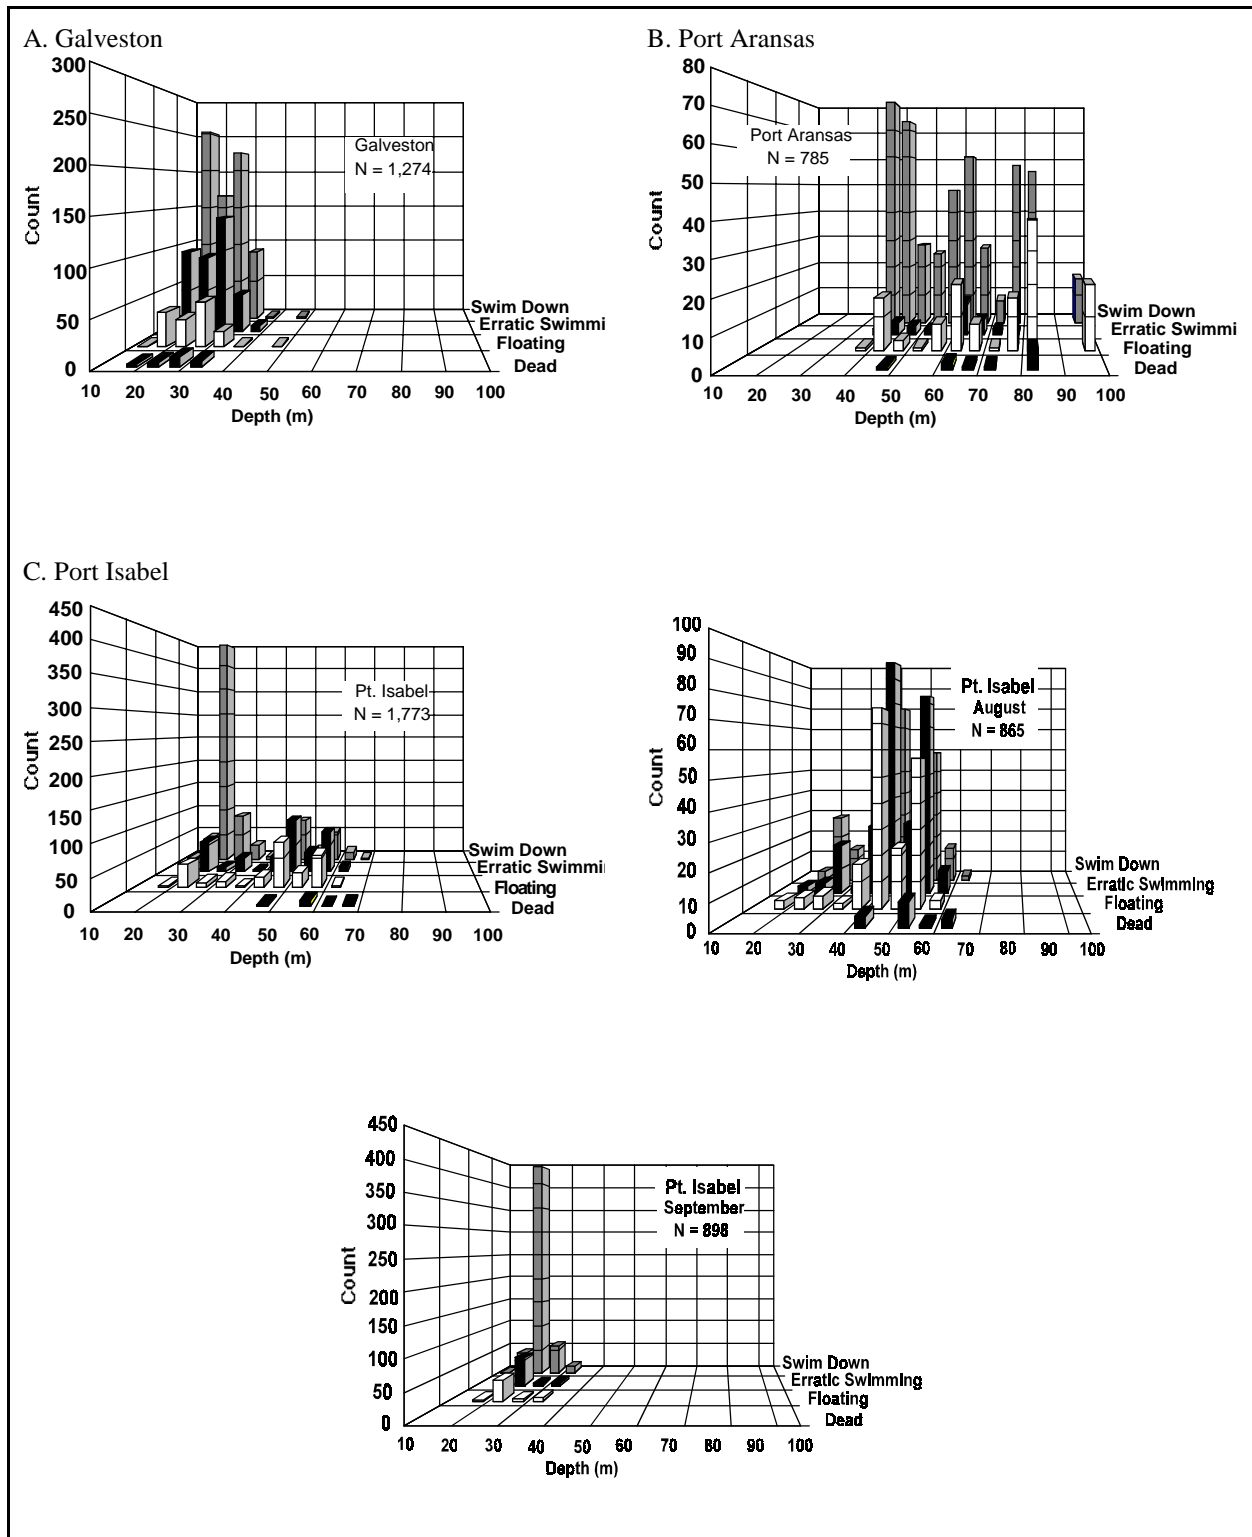 A. Galveston
300
250
200
150
100
50
0
Count
Galveston
N = 1,274
Swim Down
Erratic Swimmi
Floating
Dead
10 20 30 40 50 60 70 80 90 100
Depth (m)
B. Port Aransas
80
70
60
50
40
30
20
10
0
Count
Port Aransas
N = 785
Swim Down
Erratic Swimmi
Floating
Dead
10 20 30 40 50 60 70 80 90 100
Depth (m)
C. Port Isabel
450
400
350
300
250
200
150
100
50
0
Count
Pt. Isabel
N = 1,773
Swim Down
Erratic Swimmin
Floating
Dead
10 20 30 40 50 60 70 80 90 100
Depth (m)
100
90
80
70
60
50
40
30
20
10
0
Count
Pt. Isabel
August
N = 865
Swim Down
Erratic Swimming
Floating
Dead
10 20 30 40 50 60 70 80 90 100
Depth (m)
450
400
350
300
250
200
150
100
50
0
Count
Pt. Isabel
September
N = 898
Swim Down
Erratic Swimming
Floating
Dead
10 20 30 40 50 60 70 80 90 100
Depth (m)